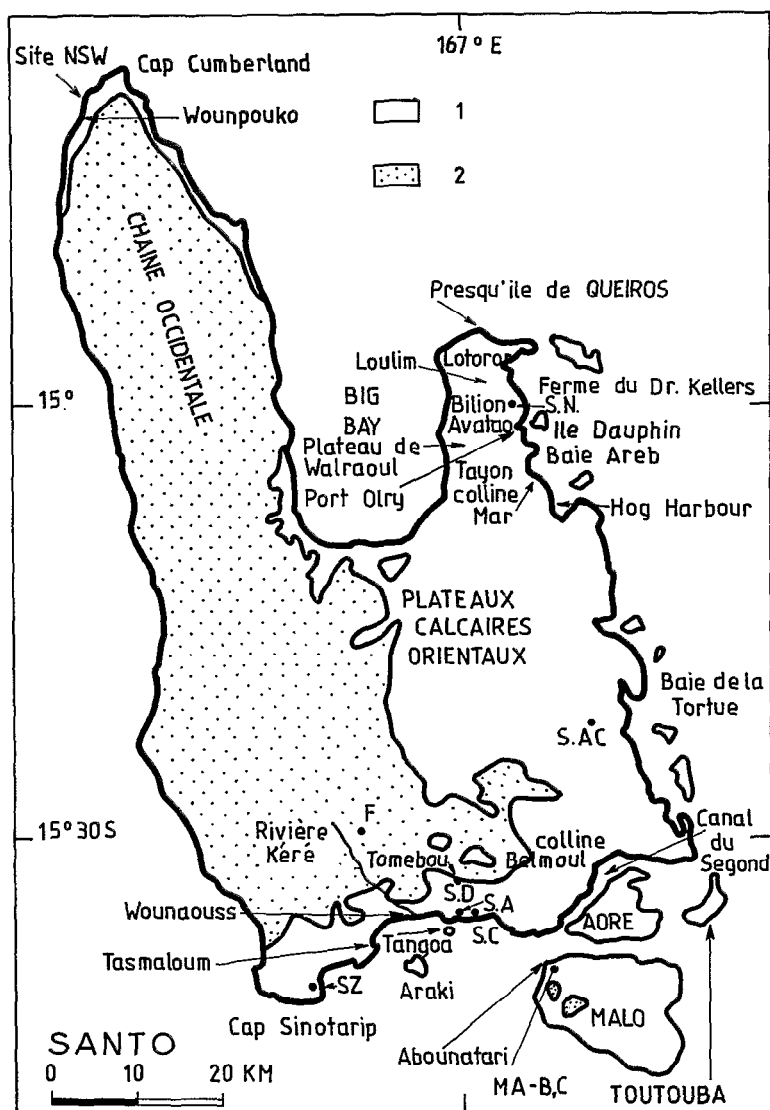 167° E
Site NSW
Cap Cumberland
Wounpouko
1
2
CHAINE OCCIDENTALE
Presqu'ile de QUEIROS
Loulim
Lotoror
Ferme du Dr. Kellers
15°
BIG
BAY
Bilion
S.N.
Avatao
Ile Dauphin
Baie Areb
Plateau de
Walraoul
Port Olry
Tayon
colline
Mar
Hog Harbour
PLATEAUX
CALCAIRES
ORIENTAUX
Baie de la
Tortue
S.AC
F
15° 30 S
Rivière
Kéré
Tomebou
colline
Belmoul
Canal
du
Segond
S.D
S.A
S.C
Wounaouss
Tangoa
AORE
Tasmaloum
SZ
Araki
Cap Sinotarip
MALO
Abounatari
MA-B,C
TOUTOUBA
SANTO
0 10 20 KM